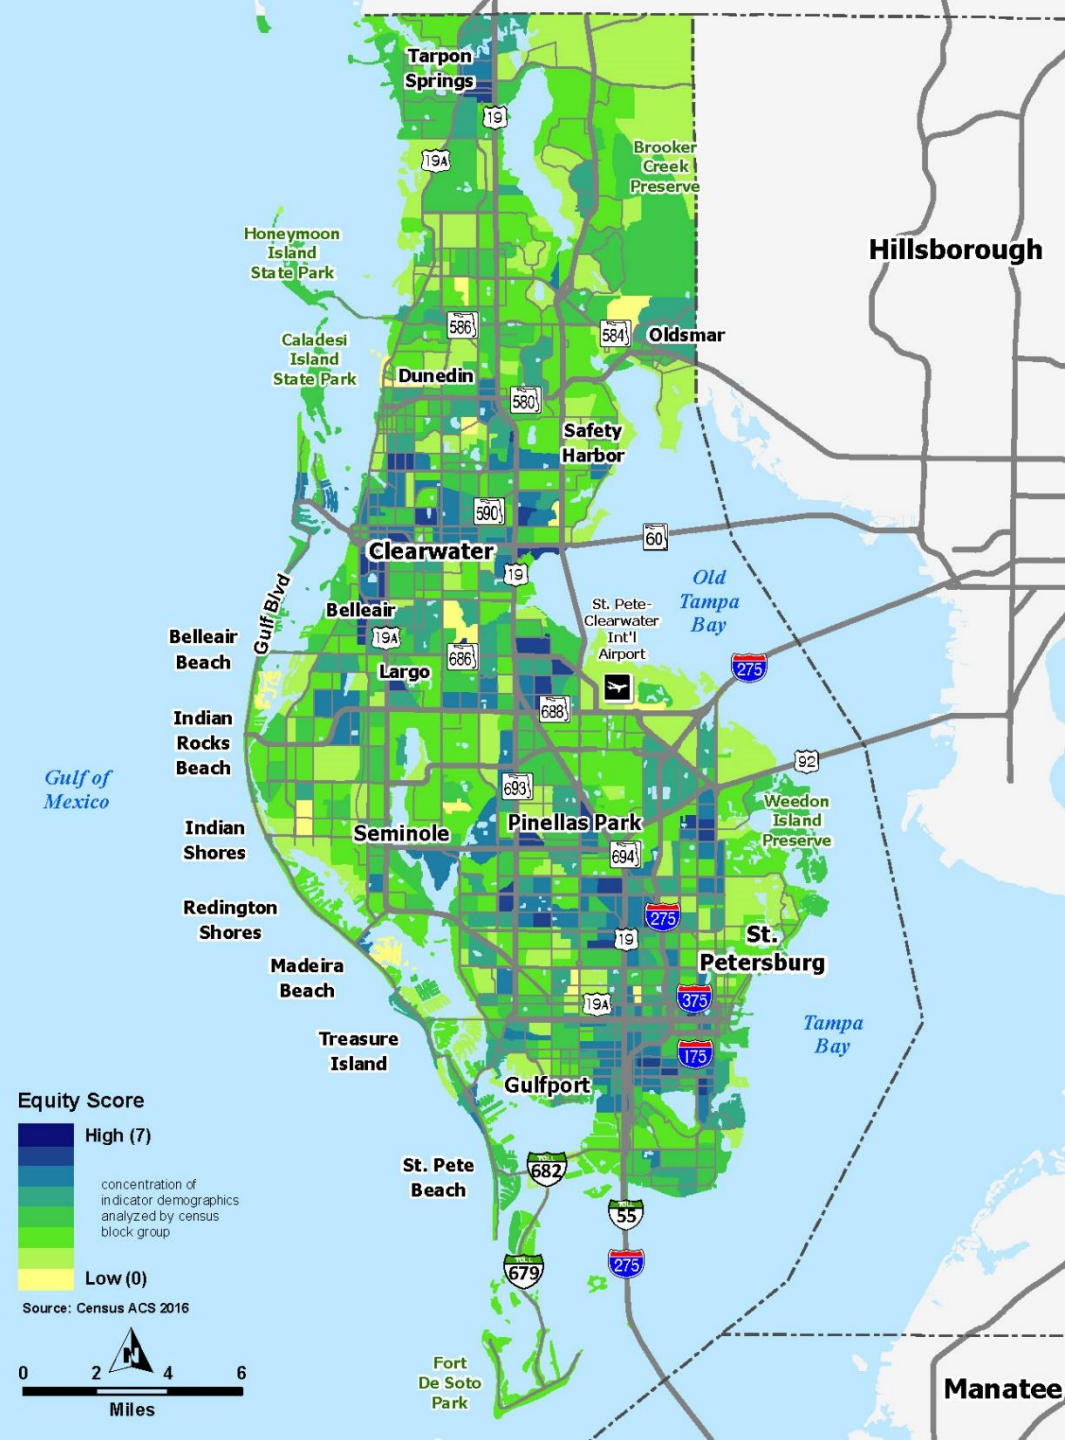 Tarpon
Springs
19
19A
Brooker
Creek
Preserve
Hillsborough
Honeymoon
Island
State Park
586
584
Oldsmar
Caladesi
Island
State Park
Dunedin
580
Safety
Harbor
590
60
Clearwater
19
Old
Tampa
Bay
Gulf Blvd
Belleair
St. Pete-
Clearwater
Int'l
Airport
Belleair
Beach
19A
686
Largo
275
688
Indian
Rocks
Beach
92
Gulf of
Mexico
693
Weedon
Island
Preserve
Indian
Shores
Seminole
Pinellas Park
694
Redington
Shores
275
19
St.
Petersburg
Madeira
Beach
19A
375
Treasure
Island
Tampa
Bay
175
Gulfport
St. Pete
Beach
TOLL
682
TOLL
55
TOLL
679
275
Fort
De Soto
Park
Manatee
Equity Score
High (7)
concentration of
indicator demographics
analyzed by census
block group
Low (0)
Source: Census ACS 2016
N
0 2 4 6
Miles